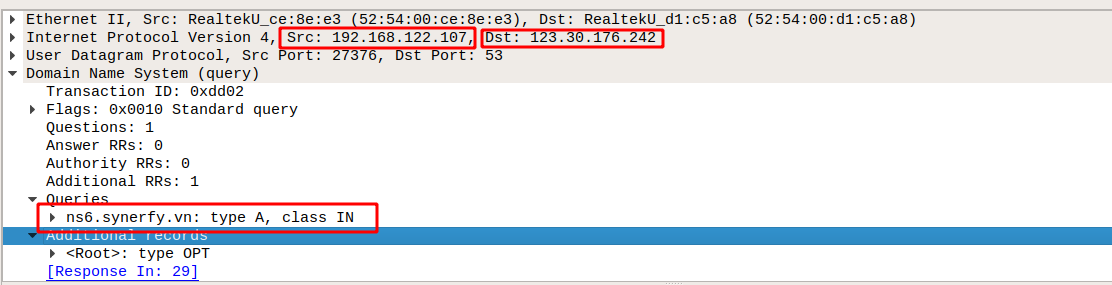 Ethernet II, Src: RealtekU_ce:8e:e3 (52:54:00:ce:8e:e3), Dst: RealtekU_d1:c5:a8 (52:54:00:d1:c5:a8)
Internet Protocol Version 4, Src: 192.168.122.107, Dst: 123.30.176.242
User Datagram Protocol, Src Port: 27376, Dst Port: 53
Domain Name System (query)
Transaction ID: 0xdd02
Flags: 0x0010 Standard query
Questions: 1
Answer RRs: 0
Authority RRs: 0
Additional RRs: 1
Queries
ns6.synerfy.vn: type A, class IN
Additional records
<Root>: type OPT
[Response In: 29]